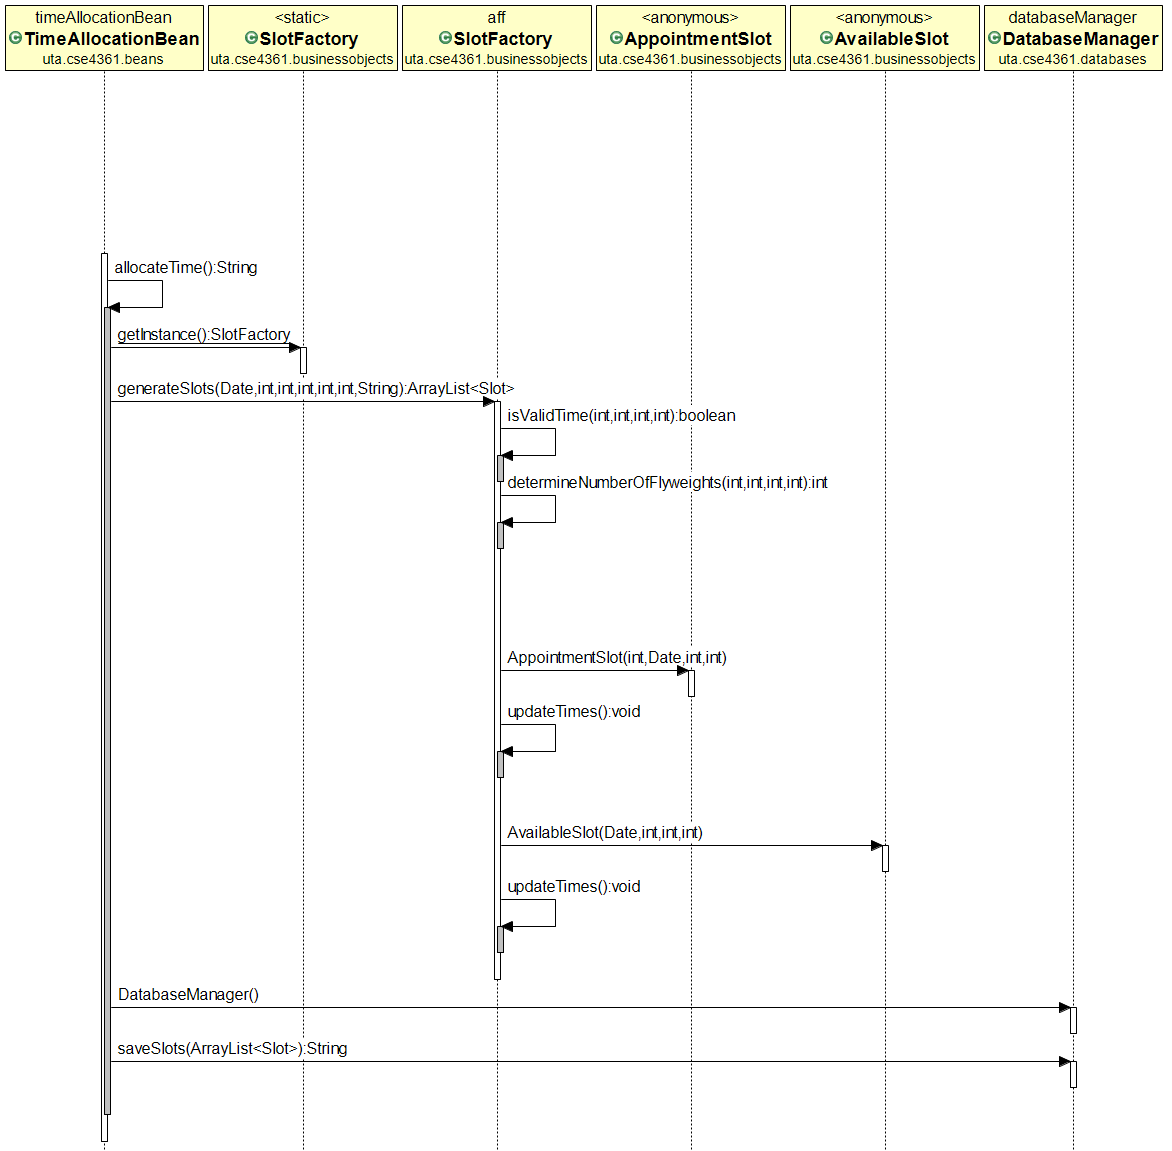 timeAllocationBean
TimeAllocationBean
uta.cse4361.beans
<static>
SlotFactory
uta.cse4361.businessobjects
aff
SlotFactory
uta.cse4361.businessobjects
<anonymous>
AppointmentSlot
uta.cse4361.businessobjects
<anonymous>
AvailableSlot
uta.cse4361.businessobjects
databaseManager
DatabaseManager
uta.cse4361.databases
allocateTime():String
getInstance():SlotFactory
generateSlots(Date,int,int,int,int,int,String):ArrayList<Slot>
isValidTime(int,int,int,int):boolean
determineNumberOfFlyweights(int,int,int,int):int
AppointmentSlot(int,Date,int,int)
updateTimes():void
AvailableSlot(Date,int,int,int)
updateTimes():void
DatabaseManager()
saveSlots(ArrayList<Slot>):String